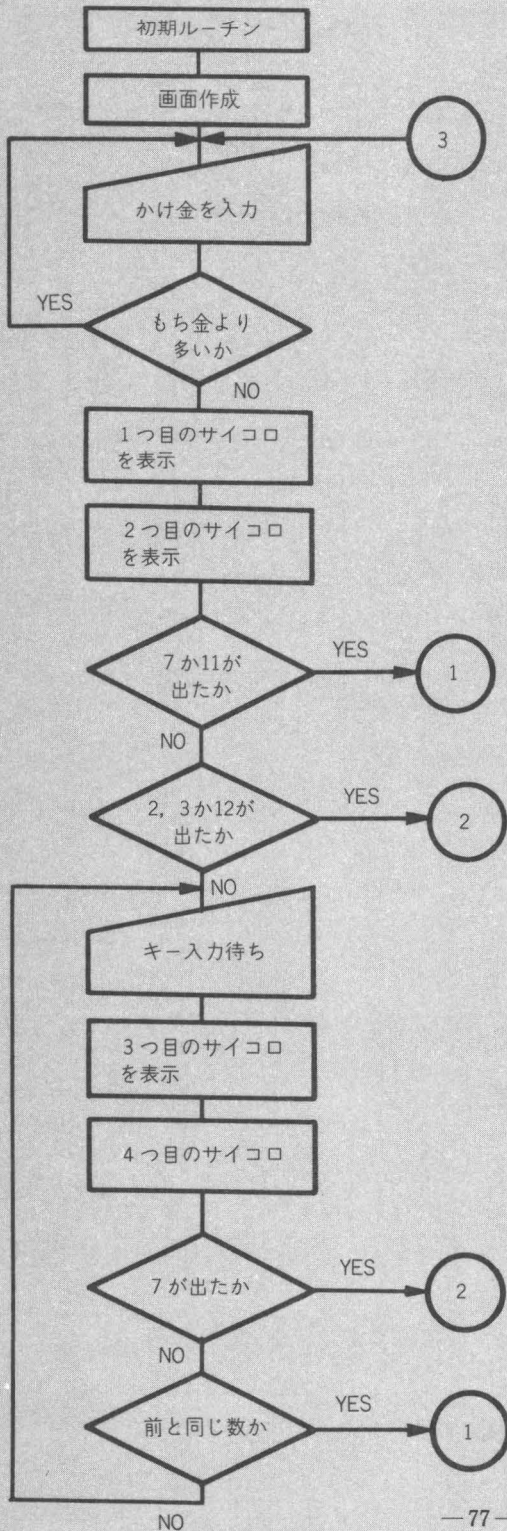 初期ルーチン
画面作成
3
かけ金を入力
YES
もち金より
多いか
NO
1つ目のサイコロ
を表示
2つ目のサイコロ
を表示
7か11が
出たか
YES
1
NO
2,3か12が
出たか
YES
2
NO
キー入力待ち
3つ目のサイコロ
を表示
4つ目のサイコロ
7が出たか
YES
2
NO
前と同じ数か
YES
1
NO
—77—